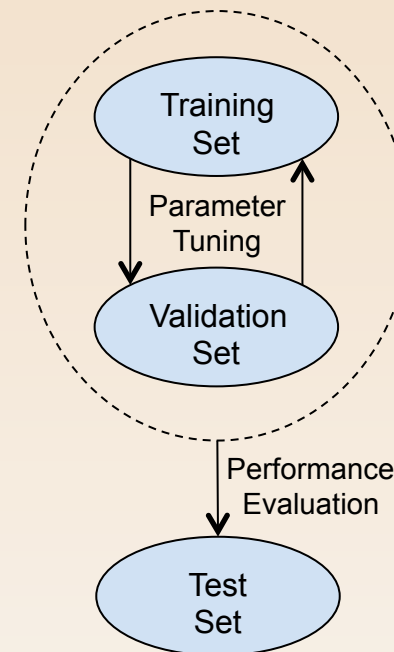 Training
Set
Parameter
Tuning
Validation
Set
Performance
Evaluation
Test
Set